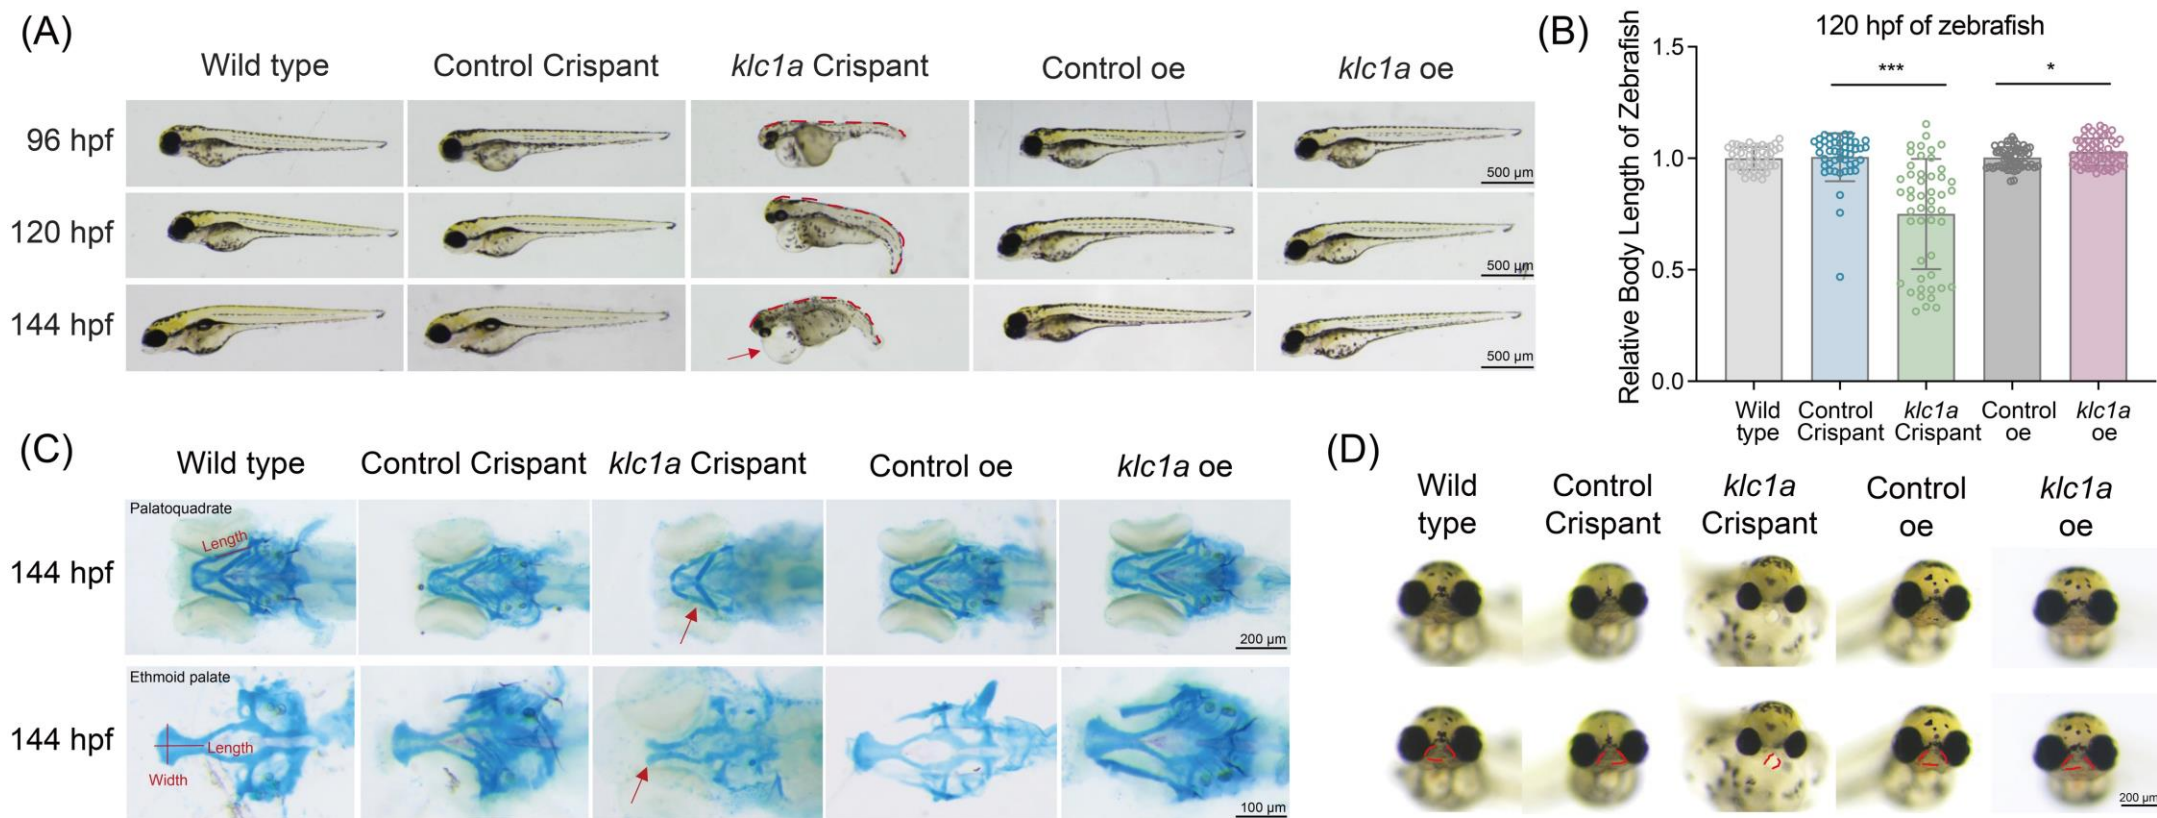 (A)
Wild type
Control Crispant
klc1a Crispant
Control oe
klc1a oe
96 hpf
500 µm
120 hpf
500 µm
144 hpf
500 µm
(B)
120 hpf of zebrafish
Relative Body Length of Zebrafish
1.5
1.0
0.5
0.0
***
*
Wild
type
Control
Crispant
klc1a
Crispant
Control
oe
klc1a
oe
(C)
Wild type
Control Crispant
klc1a Crispant
Control oe
klc1a oe
144 hpf
Palatoquadrate
Length
200 µm
144 hpf
Ethmoid palate
Length
Width
100 µm
(D)
Wild
type
Control
Crispant
klc1a
Crispant
Control
oe
klc1a
oe
200 µm